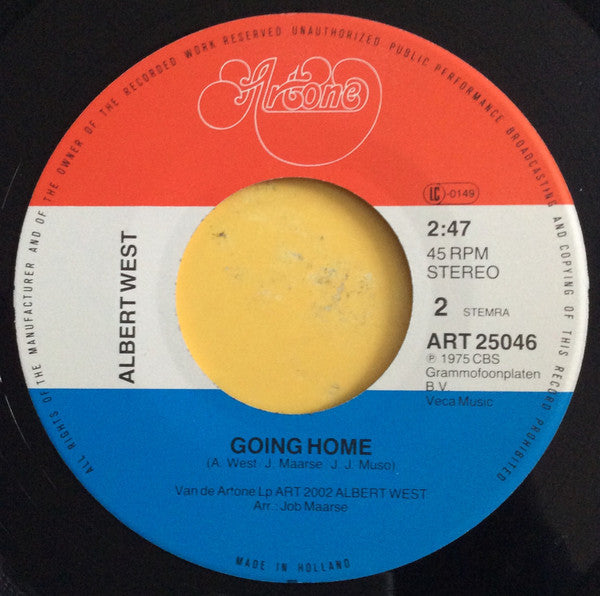 ALL RIGHTS OF THE MANUFACTURER AND OF THE OWNER OF THE RECORDED WORK RESERVED UNAUTHORIZED PUBLIC PERFORMANCE BROADCASTING AND COPYING OF THIS RECORD PROHIBITED
Artone
LC-0149
ALBERT WEST
2:47
45 RPM
STEREO
2 STEMRA
ART 25046
℗ 1975 CBS
Grammofoonplaten
B.V.
Veca Music
GOING HOME
(A. West J. Maarse J. J. Muso)
Van de Artone Lp ART 2002 ALBERT WEST
Arr.: Job Maarse
MADE IN HOLLAND